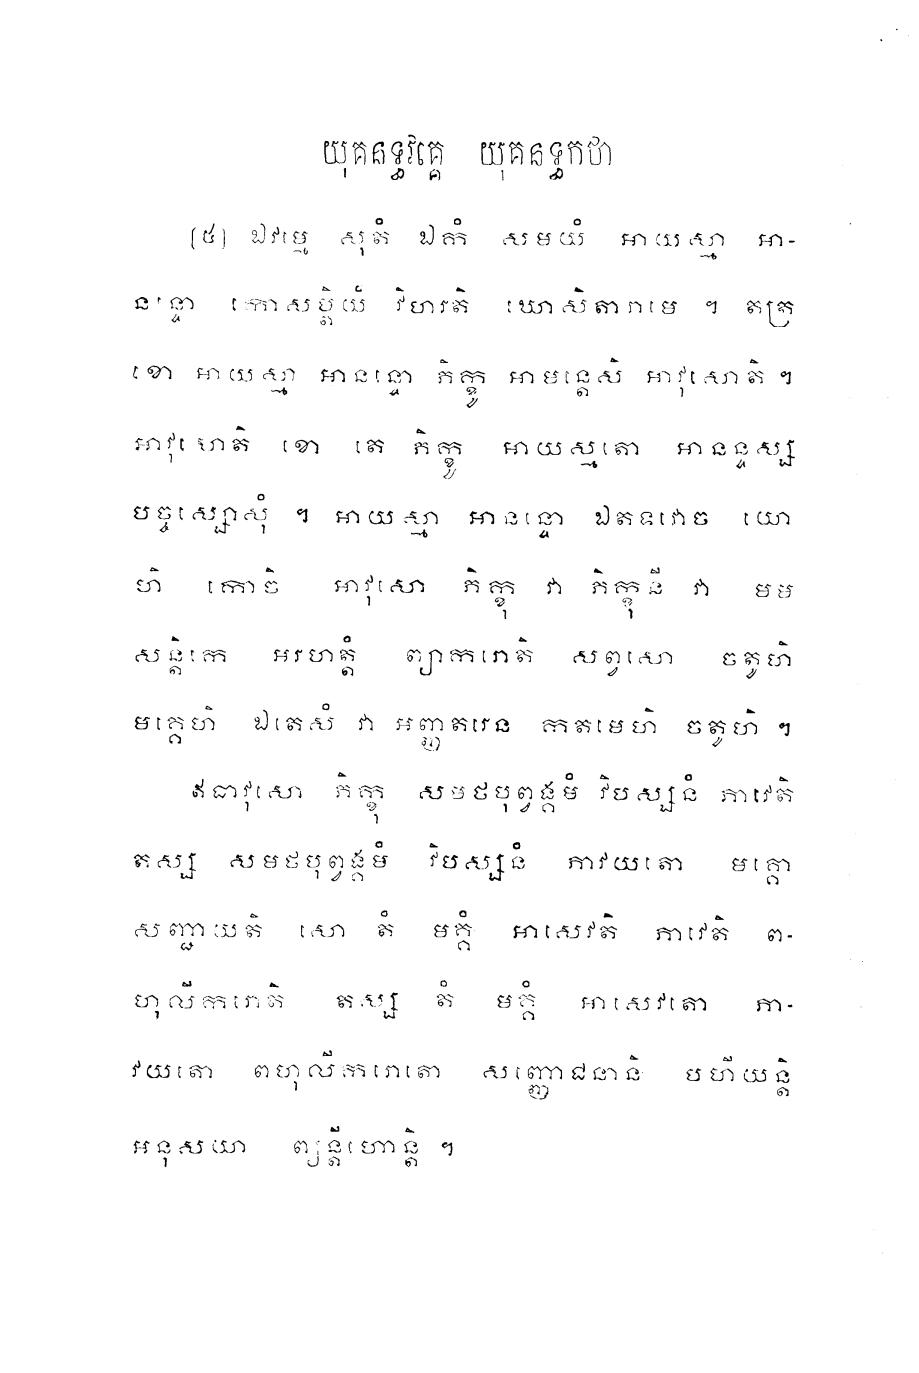 យុគនទ្ធវគ្គេ យុគនទ្ធកថា
(៥) ឯវម្មេ សុតំ ឯកំ សមយំ អាយស្មា អា-
នន្ទោ កោសម្ពិយំ វិហរតិ ឃោសិតារាមេ ។ តត្រ
ខោ អាយស្មា អានន្ទោ ភិក្ខូ អាមន្តេសិ អាវុសោតិ ។
អាវុសោតិ ខោ តេ ភិក្ខូ អាយស្មតោ អានន្ទស្ស
បច្ចស្សោសុំ ។ អាយស្មា អានន្ទោ ឯតទវោច យោ
ហិ កោចិ អាវុសោ ភិក្ខុ វា ភិក្ខុនី វា មម
សន្តិកេ អរហត្តំ ព្យាករោតិ សព្វសោ ចតូហិ
មគ្គេហិ ឯតេសំ វា អញ្ញតរេន កតមេហិ ចតូហិ ។
ឥធាវុសោ ភិក្ខុ សមថបុព្វង្គមំ វិបស្សនំ ភាវេតិ
តស្ស សមថបុព្វង្គមំ វិបស្សនំ ភាវយតោ មគ្គោ
សញ្ជាយតិ សោ តំ មគ្គំ អាសេវតិ ភាវេតិ ព-
ហុលីករោតិ តស្ស តំ មគ្គំ អាសេវតោ ភា-
វយតោ ពហុលីករោតោ សញ្ញោជនានិ បហីយន្តិ
អនុសយា ព្យន្តីហោន្តិ ។